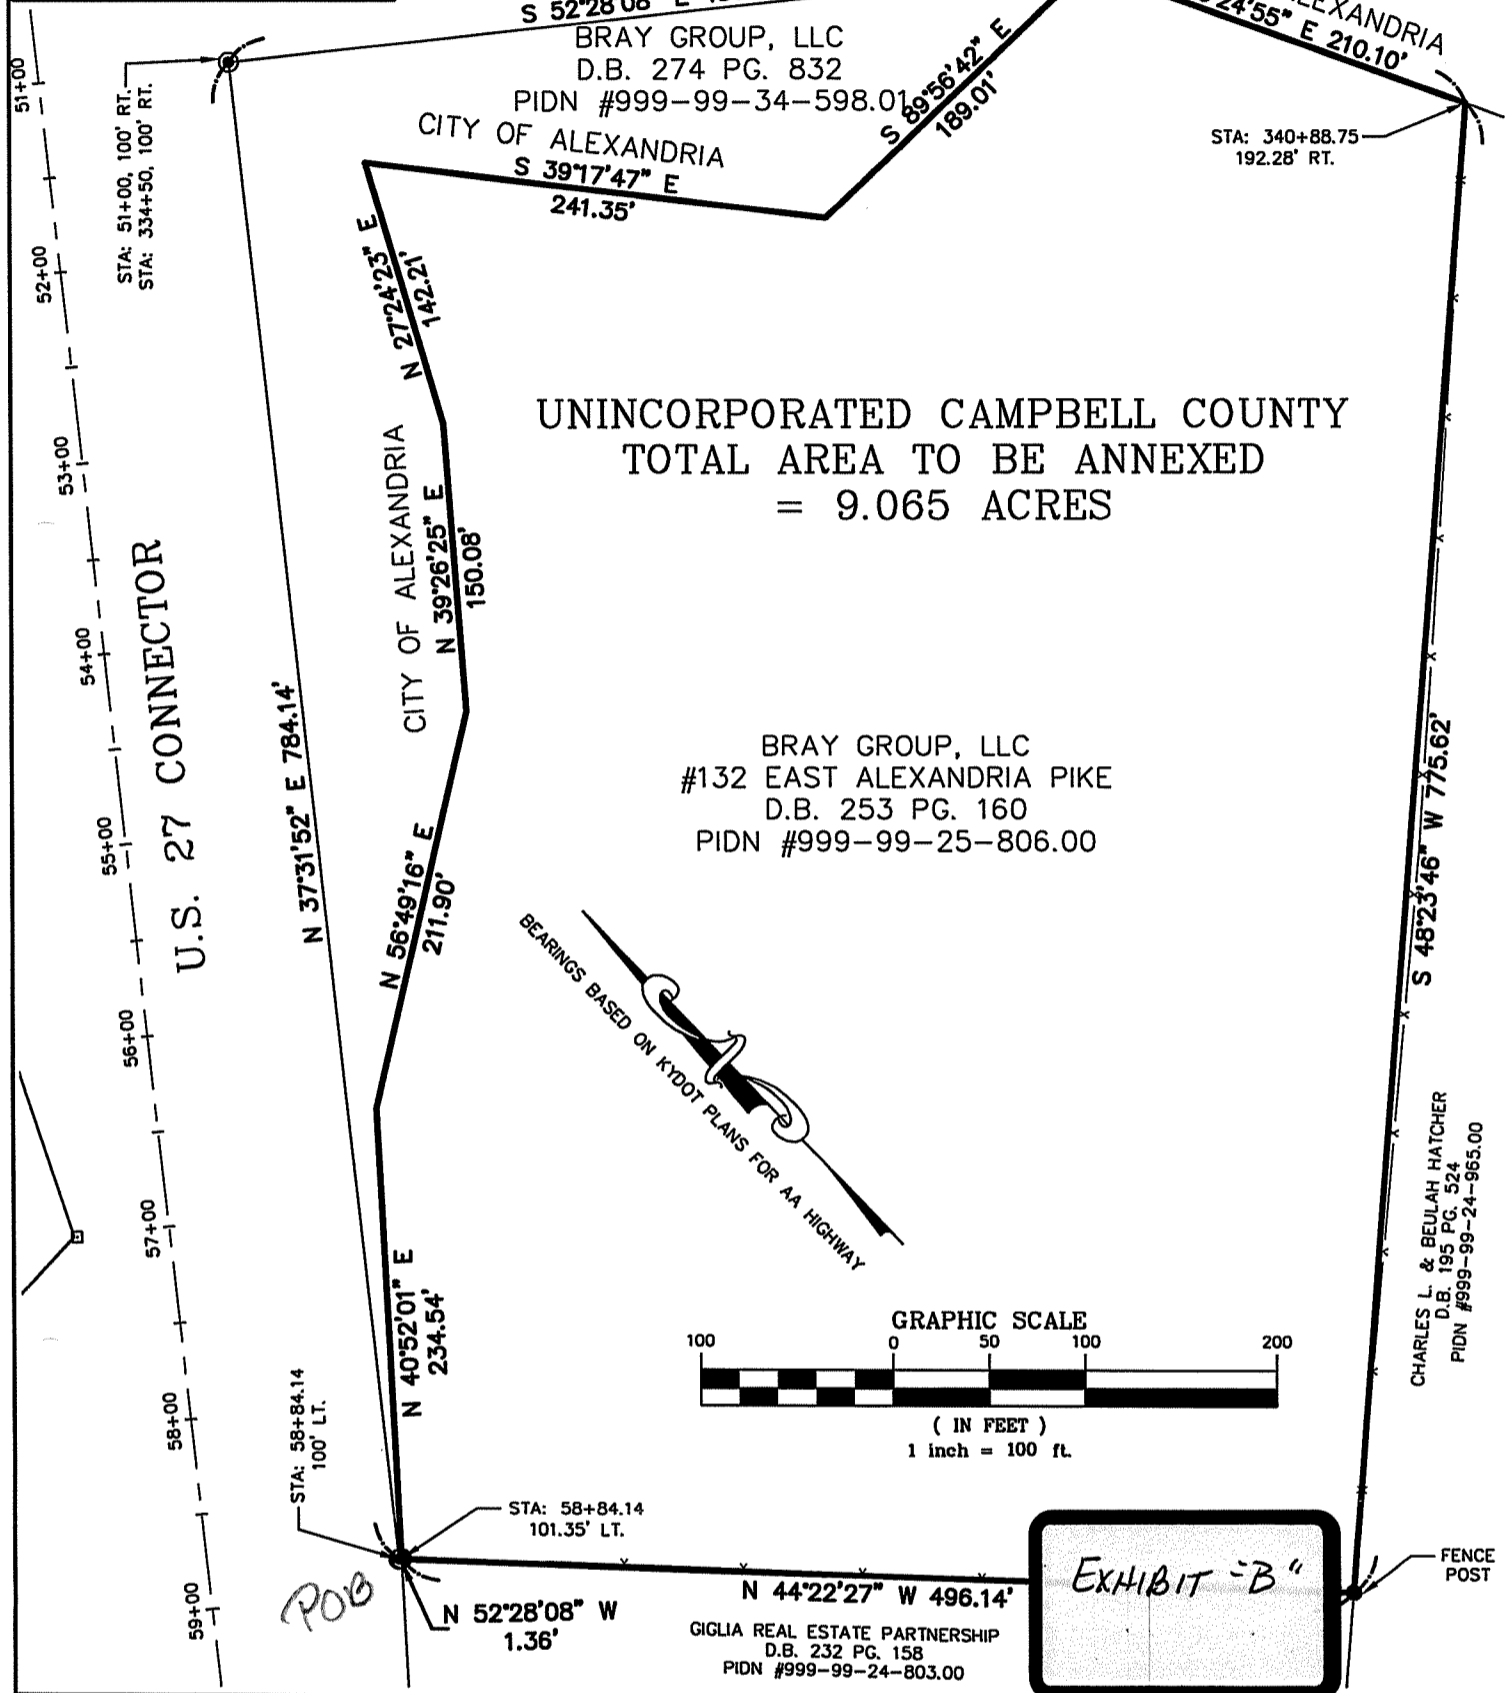 S 52°28'08" E
BRAY GROUP, LLC
D.B. 274 PG. 832
PIDN #999-99-34-598.01
CITY OF ALEXANDRIA
S 39°17'47" E
241.35'
S 89°56'42" E
189.01'
ALEXANDRIA
24'55" E 210.10'
STA: 340+88.75
192.28' RT.
STA: 51+00, 100' RT.
STA: 334+50, 100' RT.
51+00
52+00
53+00
54+00
55+00
56+00
57+00
58+00
59+00
U.S. 27 CONNECTOR
N 37°31'52" E 784.14'
N 27°24'23" E
142.21'
CITY OF ALEXANDRIA
N 39°26'25" E
150.08'
UNINCORPORATED CAMPBELL COUNTY
TOTAL AREA TO BE ANNEXED
= 9.065 ACRES
N 56°49'16" E
211.90'
BRAY GROUP, LLC
#132 EAST ALEXANDRIA PIKE
D.B. 253 PG. 160
PIDN #999-99-25-806.00
S 48°23'46" W 775.62'
BEARINGS BASED ON KYDOT PLANS FOR AA HIGHWAY
CHARLES L. & BEULAH HATCHER
D.B. 195 PG. 524
PIDN #999-99-24-965.00
N 40°52'01" E
234.54'
GRAPHIC SCALE
100 0 50 100 200
( IN FEET )
1 inch = 100 ft.
STA: 58+84.14
100' LT.
STA: 58+84.14
101.35' LT.
POB
N 52°28'08" W
1.36'
N 44°22'27" W 496.14'
GIGLIA REAL ESTATE PARTNERSHIP
D.B. 232 PG. 158
PIDN #999-99-24-803.00
EXHIBIT "B"
FENCE
POST